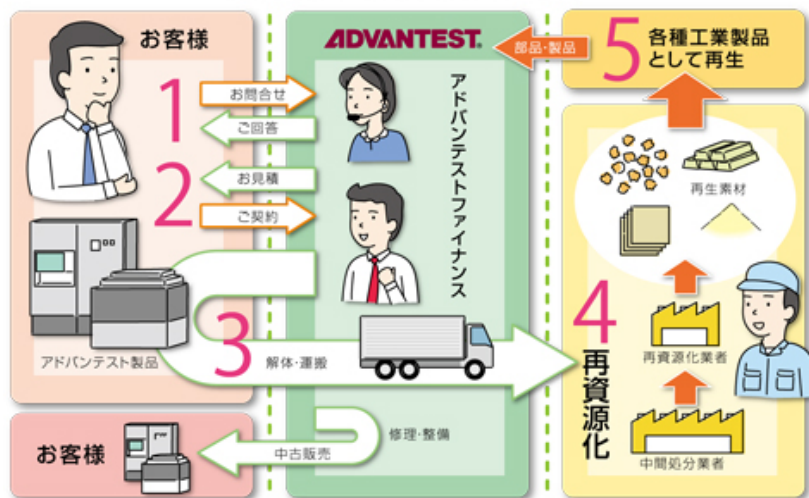 お客様
1
お問合せ
ご回答
2
お見積
ご契約
アドバンテスト製品
3
解体・運搬
ADVANTEST®
アドバンテストファイナンス
修理・整備
中古販売
お客様
4
再資源化
中間処分業者
再資源化業者
再生素材
5
各種工業製品
として再生
部品・製品